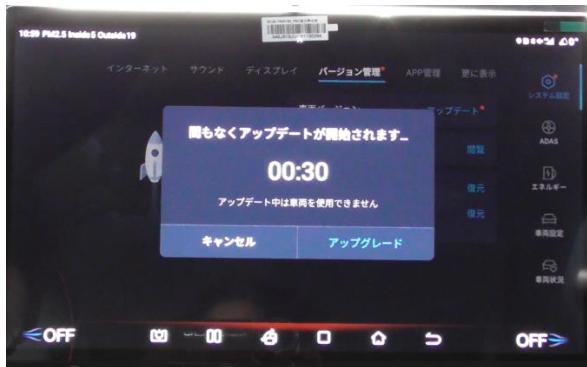 10:59 PM2.5 Inside 5 Outside 19
インターネット サウンド ディスプレイ バージョン管理 APP管理 更に表示
アップデート
システム設定
間もなくアップデートが開始されます...
ADAS
閲覧
00:30
エネルギー
復元
アップデート中は車両を使用できません
復元
車両設定
キャンセル アップグレード
車両状況
OFF OFF